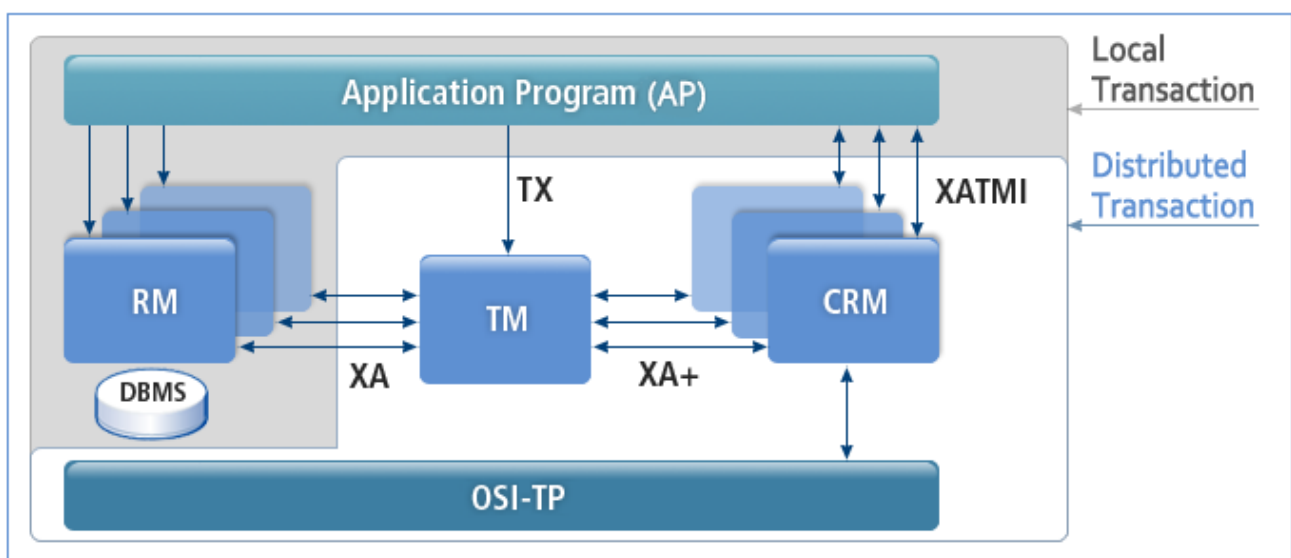 Local
Transaction
Application Program (AP)
Distributed
Transaction
TX
XATMI
RM
TM
CRM
XA
XA+
DBMS
OSI-TP